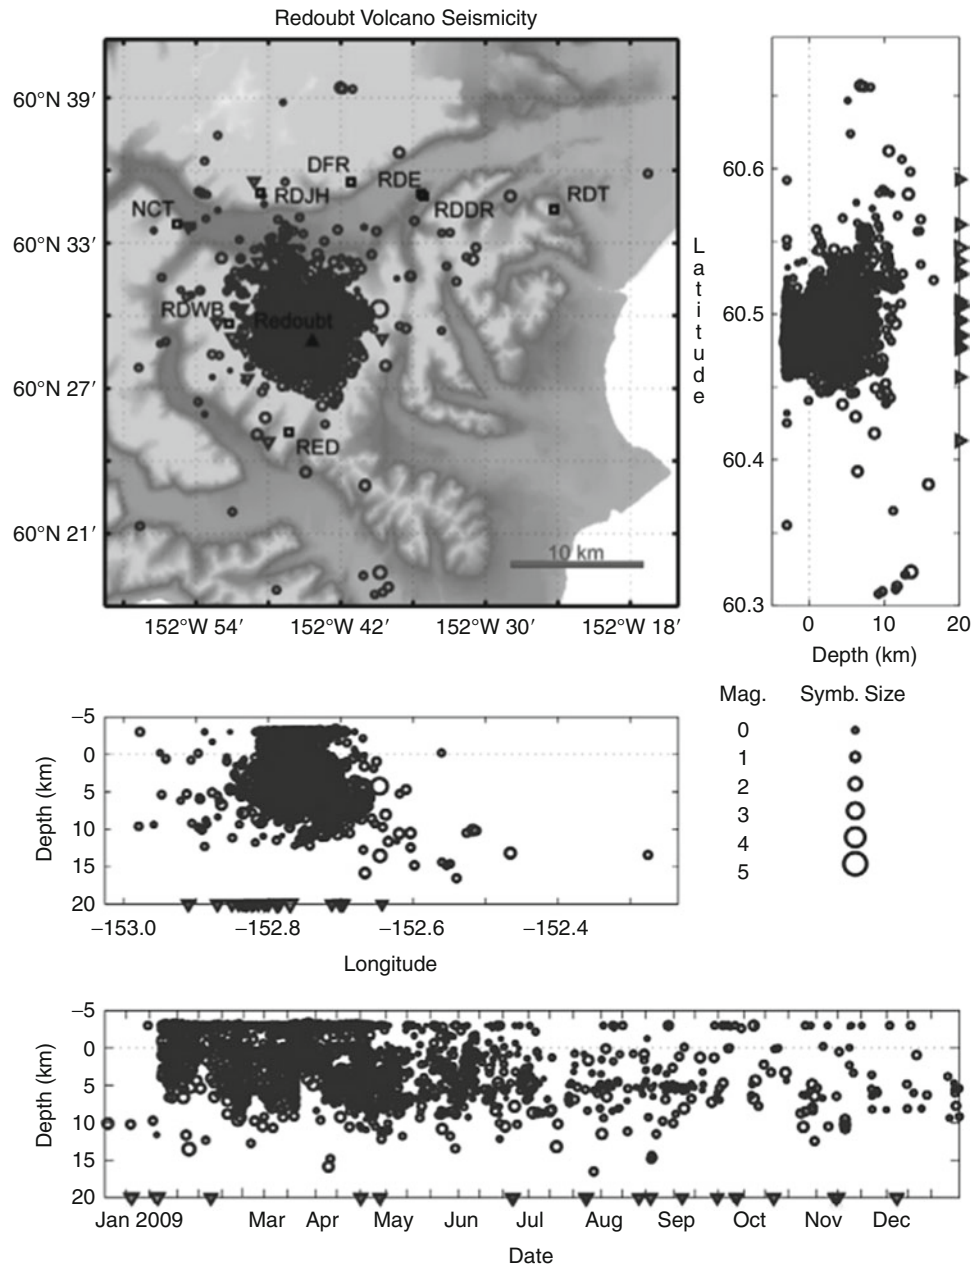 Redoubt Volcano Seismicity
60°N 39′
60°N 33′
60°N 27′
60°N 21′
DFR
RDE
RDJH
RDDR
RDT
NCT
RDWB
Redoubt
RED
10 km
152°W 54′ 152°W 42′ 152°W 30′ 152°W 18′
Latitude
60.6
60.5
60.4
60.3
0 10 20
Depth (km)
Mag. Symb. Size
0
1
2
3
4
5
−5
0
5
10
15
20
Depth (km)
−153.0 −152.8 −152.6 −152.4
Longitude
−5
0
5
10
15
20
Depth (km)
Jan 2009 Mar Apr May Jun Jul Aug Sep Oct Nov Dec
Date